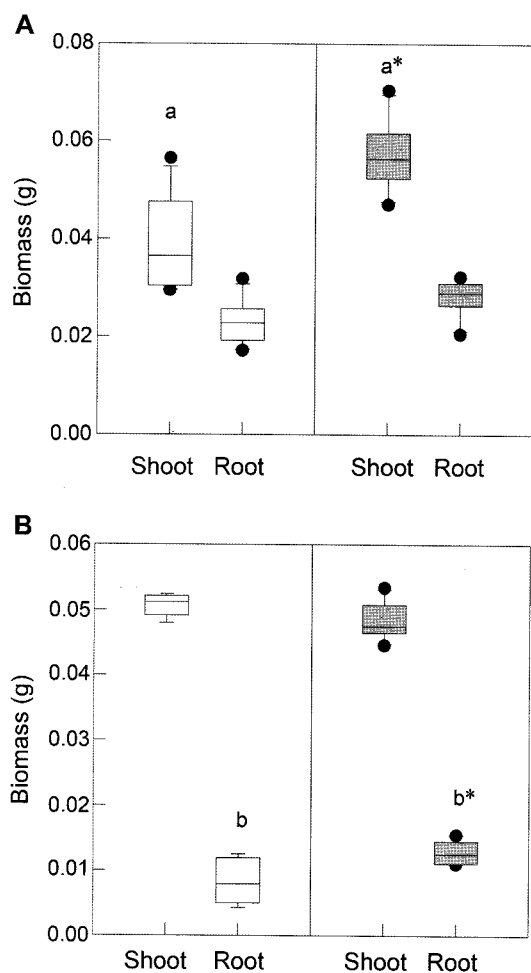 A
0.08
a*
a
0.06
Biomass (g)
0.04
0.02
0.00
Shoot Root Shoot Root
B
0.06
0.05
0.04
Biomass (g)
0.03
0.02
b b*
0.01
0.00
Shoot Root Shoot Root